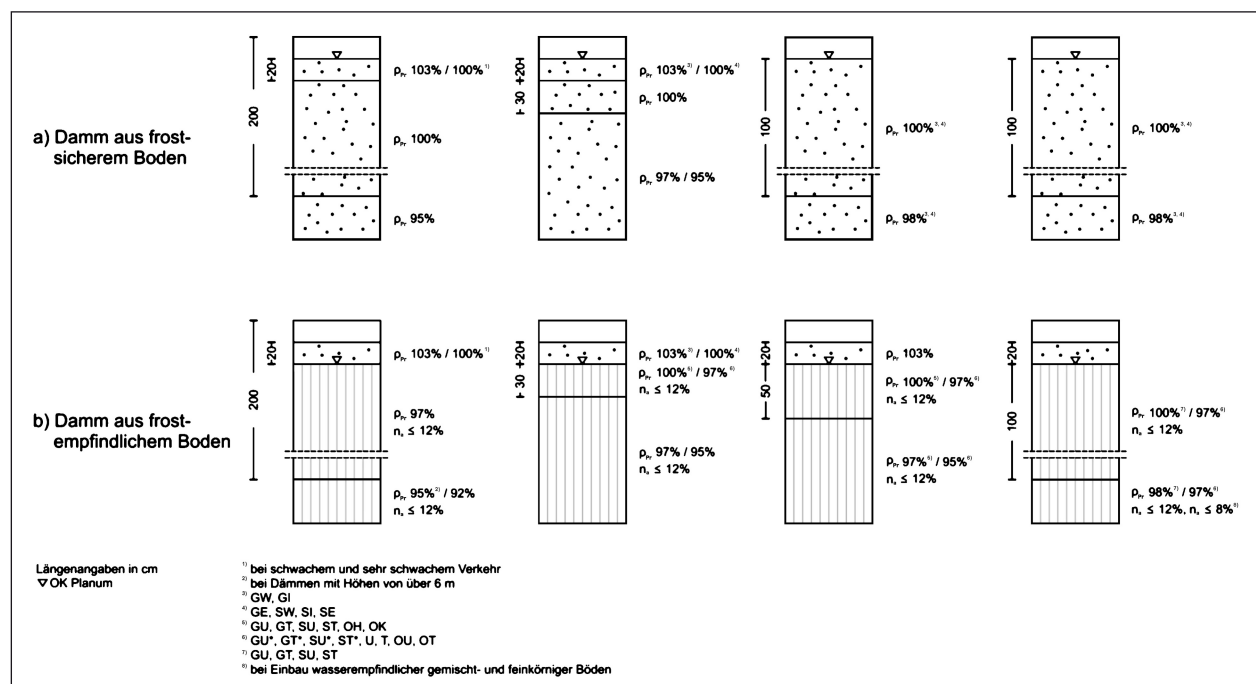 a) Damm aus frost-
sicherem Boden
200
20
ρPr 103% / 100%¹⁾
ρPr 100%
ρPr 95%
30
20
ρPr 103%³⁾ / 100%⁴⁾
ρPr 100%
ρPr 97% / 95%
100
ρPr 100%³,⁴⁾
ρPr 98%³,⁴⁾
100
ρPr 100%³,⁴⁾
ρPr 98%³,⁴⁾
b) Damm aus frost-
empfindlichem Boden
200
20
ρPr 103% / 100%¹⁾
ρPr 97%
nₐ ≤ 12%
ρPr 95%²⁾ / 92%
nₐ ≤ 12%
30
20
ρPr 103%³⁾ / 100%⁴⁾
ρPr 100%⁵⁾ / 97%⁶⁾
nₐ ≤ 12%
ρPr 97% / 95%
nₐ ≤ 12%
50
20
ρPr 103%
ρPr 100%⁵⁾ / 97%⁶⁾
nₐ ≤ 12%
ρPr 97%⁵⁾ / 95%⁶⁾
nₐ ≤ 12%
100
20
ρPr 100%⁷⁾ / 97%⁶⁾
nₐ ≤ 12%
ρPr 98%⁷⁾ / 97%⁶⁾
nₐ ≤ 12%, nₐ ≤ 8%⁸⁾
Längenangaben in cm
▽ OK Planum
¹⁾ bei schwachem und sehr schwachem Verkehr
²⁾ bei Dämmen mit Höhen von über 6 m
³⁾ GW, GI
⁴⁾ GE, SW, SI, SE
⁵⁾ GU, GT, SU, ST, OH, OK
⁶⁾ GU*, GT*, SU*, ST*, U, T, OU, OT
⁷⁾ GU, GT, SU, ST
⁸⁾ bei Einbau wasserempfindlicher gemischt- und feinkörniger Böden